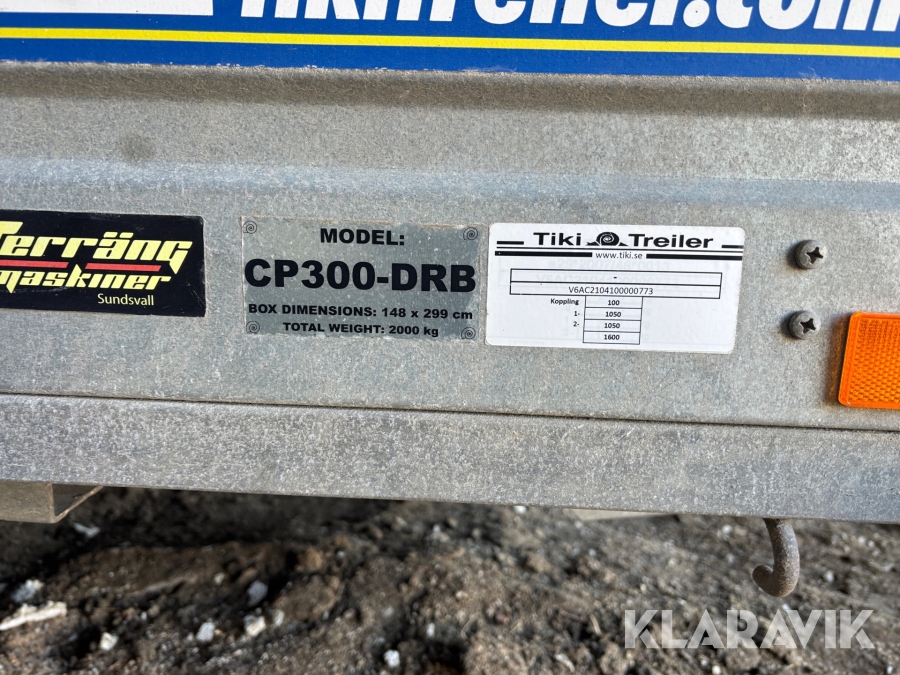 tikitreiler.com
Terräng
maskiner
Sundsvall
MODEL:
CP300-DRB
BOX DIMENSIONS: 148 x 299 cm
TOTAL WEIGHT: 2000 kg
Tiki Treiler
www.tiki.se
-
V6AC2104100000773
Koppling 100
1- 1050
2- 1050
1600
KLARAVIK